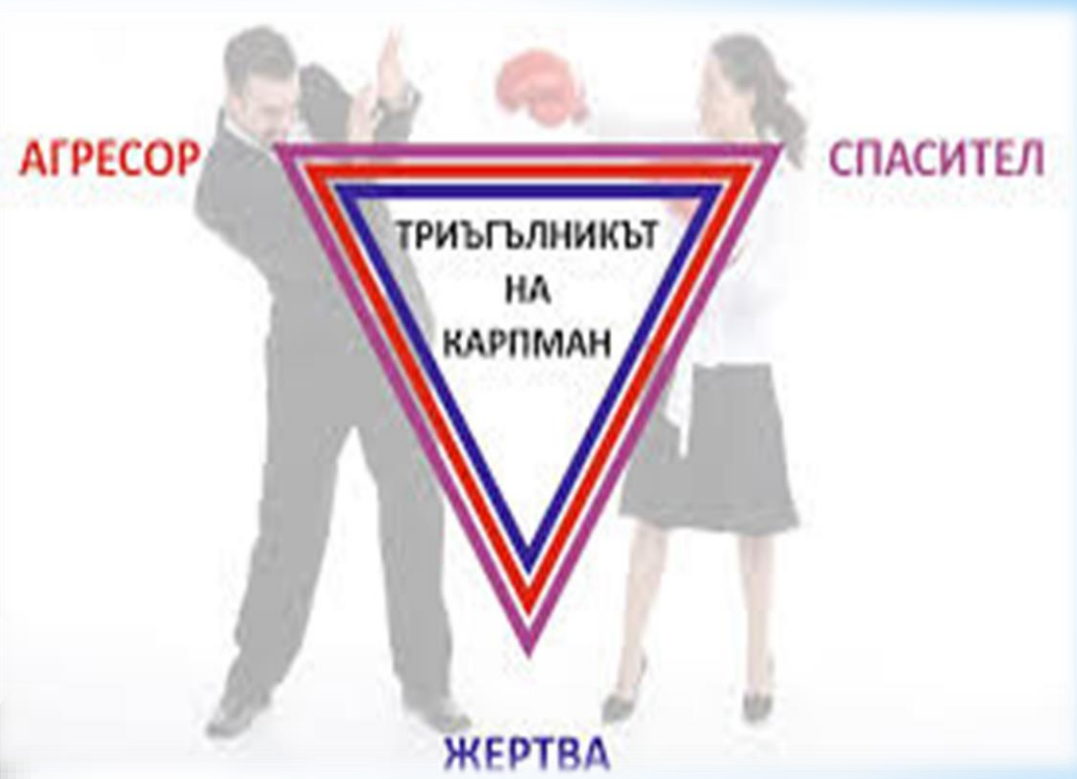 АГРЕСОР
СПАСИТЕЛ
ТРИЪГЪЛНИКЪТ
НА
КАРПМАН
ЖЕРТВА